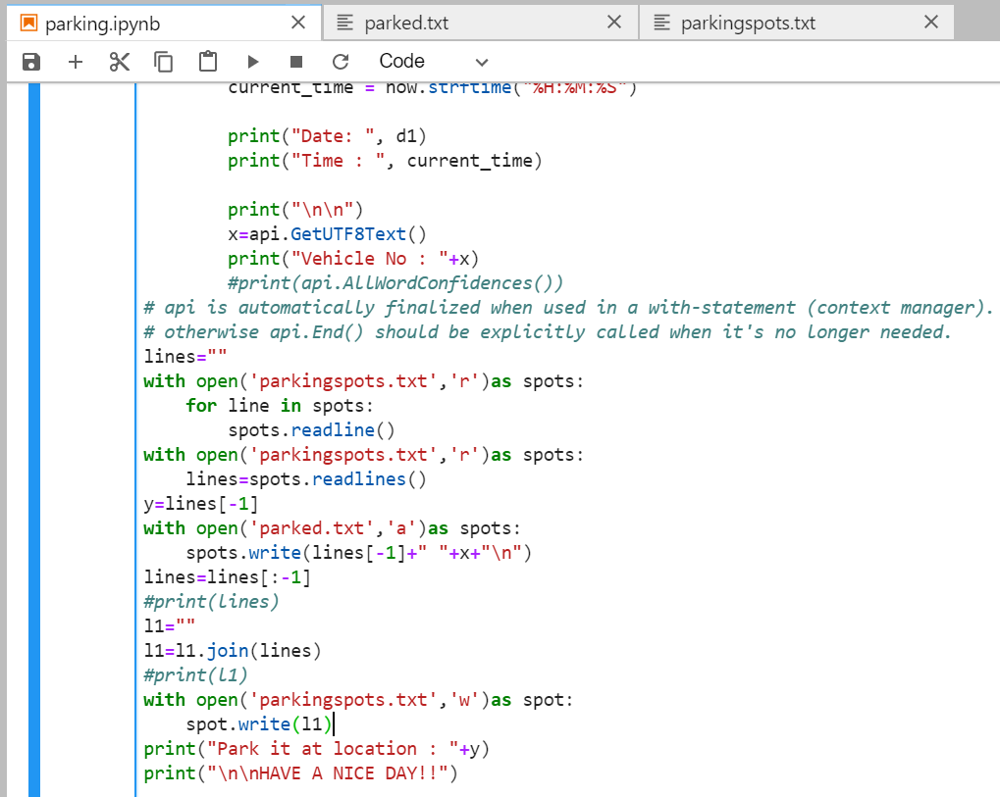 parking.ipynb
parked.txt
parkingspots.txt
Code
current_time = now.strftime("%H:%M:%S")
print("Date: ", d1)
print("Time : ", current_time)
print("\n\n")
x=api.GetUTF8Text()
print("Vehicle No : "+x)
#print(api.AllWordConfidences())
# api is automatically finalized when used in a with-statement (context manager).
# otherwise api.End() should be explicitly called when it's no longer needed.
lines=""
with open('parkingspots.txt','r')as spots:
    for line in spots:
        spots.readline()
with open('parkingspots.txt','r')as spots:
    lines=spots.readlines()
y=lines[-1]
with open('parked.txt','a')as spots:
    spots.write(lines[-1]+" "+x+"\n")
lines=lines[:-1]
#print(lines)
l1=""
l1=l1.join(lines)
#print(l1)
with open('parkingspots.txt','w')as spot:
    spot.write(l1)
print("Park it at location : "+y)
print("\n\nHAVE A NICE DAY!!")